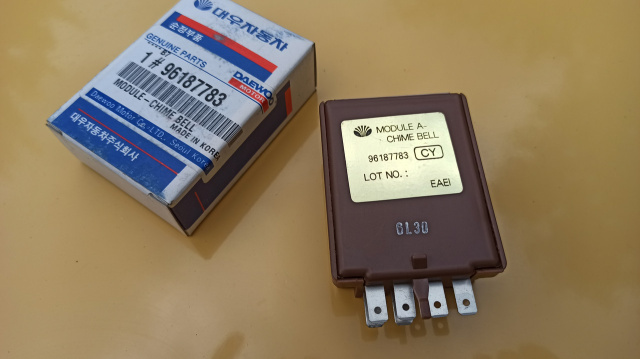 대우자동차
순정부품
GENUINE PARTS
1 # 96187783
MODULE-CHIME BELL
MADE IN KOREA
DAEWOO
MOTOR
Daewoo Motor Co., LTD., Seoul Korea
대우자동차주식회사
MODULE A-
CHIME BELL
96187783 CY
LOT NO.:
EAEI
GL30